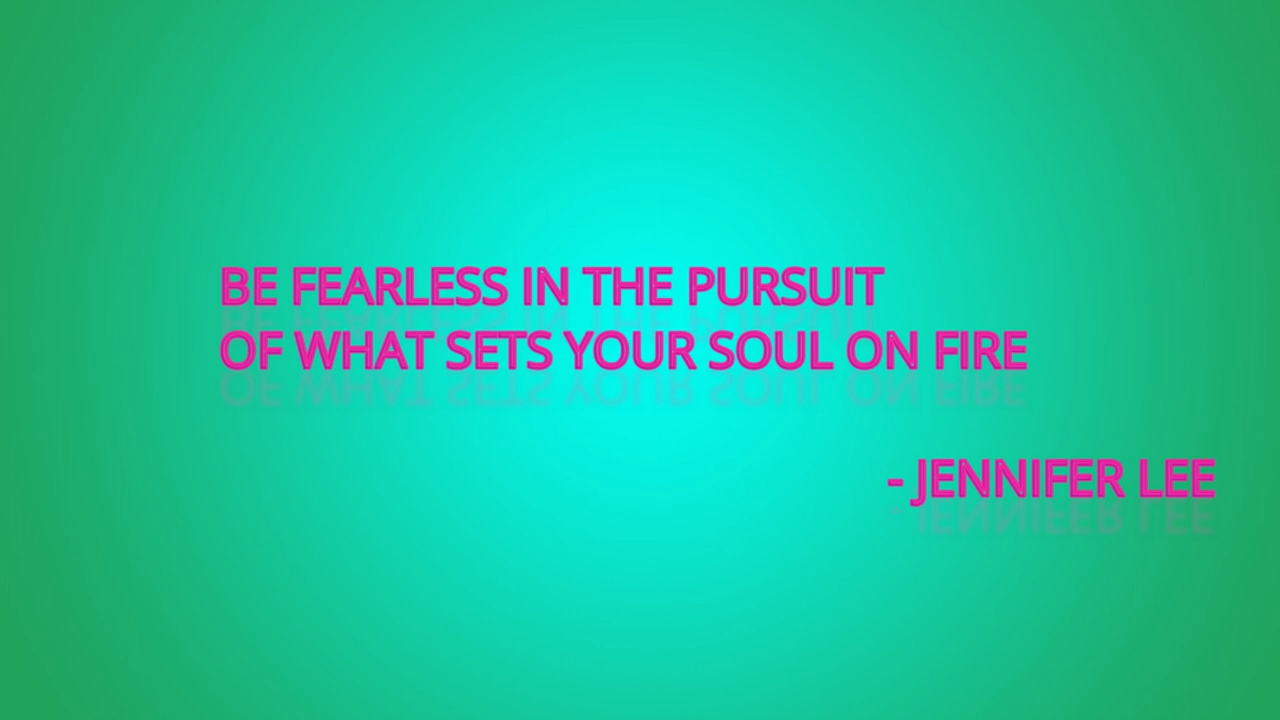 BE FEARLESS IN THE PURSUIT
OF WHAT SETS YOUR SOUL ON FIRE
- JENNIFER LEE